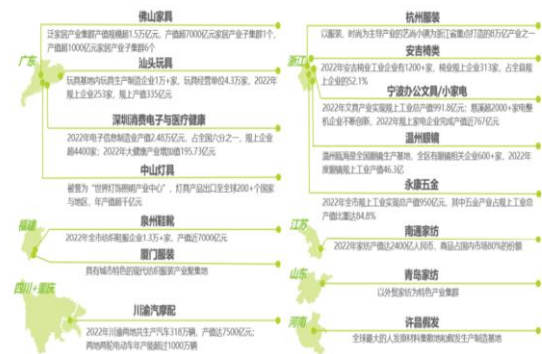 佛山家具
泛家居产业集群产值规模超1.5万亿元，产值超7000亿元家居产业子集群1个，
产值超1000亿元家居产业子集群6个
广东
汕头玩具
玩具基地内玩具生产制造企业1万+家，玩具经营单位4.3万家，2022年
规上企业253家，规上产值335亿元
深圳消费电子与医疗健康
2022年电子信息制造业产值2.48万亿元，占全国六分之一，规上企业
超4400家；2022年大健康产业增加值195.73亿元
中山灯具
被誉为“世界灯饰照明产业中心”，灯具产品出口至全球200+个国家
与地区，年产值超千亿元
泉州鞋靴
福建
2022年全市纺织鞋服企业1.3万+家，产值近7000亿元
厦门服装
具有城市特色的现代纺织服装产业聚集地
四川+重庆
川渝汽摩配
2022年川渝两地共生产汽车318万辆，产值达7500亿元；
两地两轮电动车年产能超过1000万辆
杭州服装
以服装、时尚为主导产业的艺尚小镇为浙江省重点打造的8万亿产业之一
浙江
安吉椅类
2022年安吉椅业工业企业有1200+家，椅业规上企业313家，占全县规
上企业的52.1%
宁波办公文具/小家电
2022年文具产业实现规上工业总产值991.8亿元；慈溪超2000+家电整
机企业不断创新，2022年规上家电企业完成产值近767亿元
温州眼镜
温州瓯海是全国眼镜生产基地，全区有眼镜相关企业600+家，2022年
度眼镜规上工业产值46.3亿
永康五金
2022年全市规上工业实现总产值950亿元，其中五金产业占规上工业总
产值比重达84.8%
江苏
南通家纺
2022年家纺产值达2400亿人民币，商品占国内市场80%的份额
山东
青岛家纺
以外贸家纺为特色产业集群
河南
许昌假发
全球最大的人发原材料集散地和假发生产制造基地